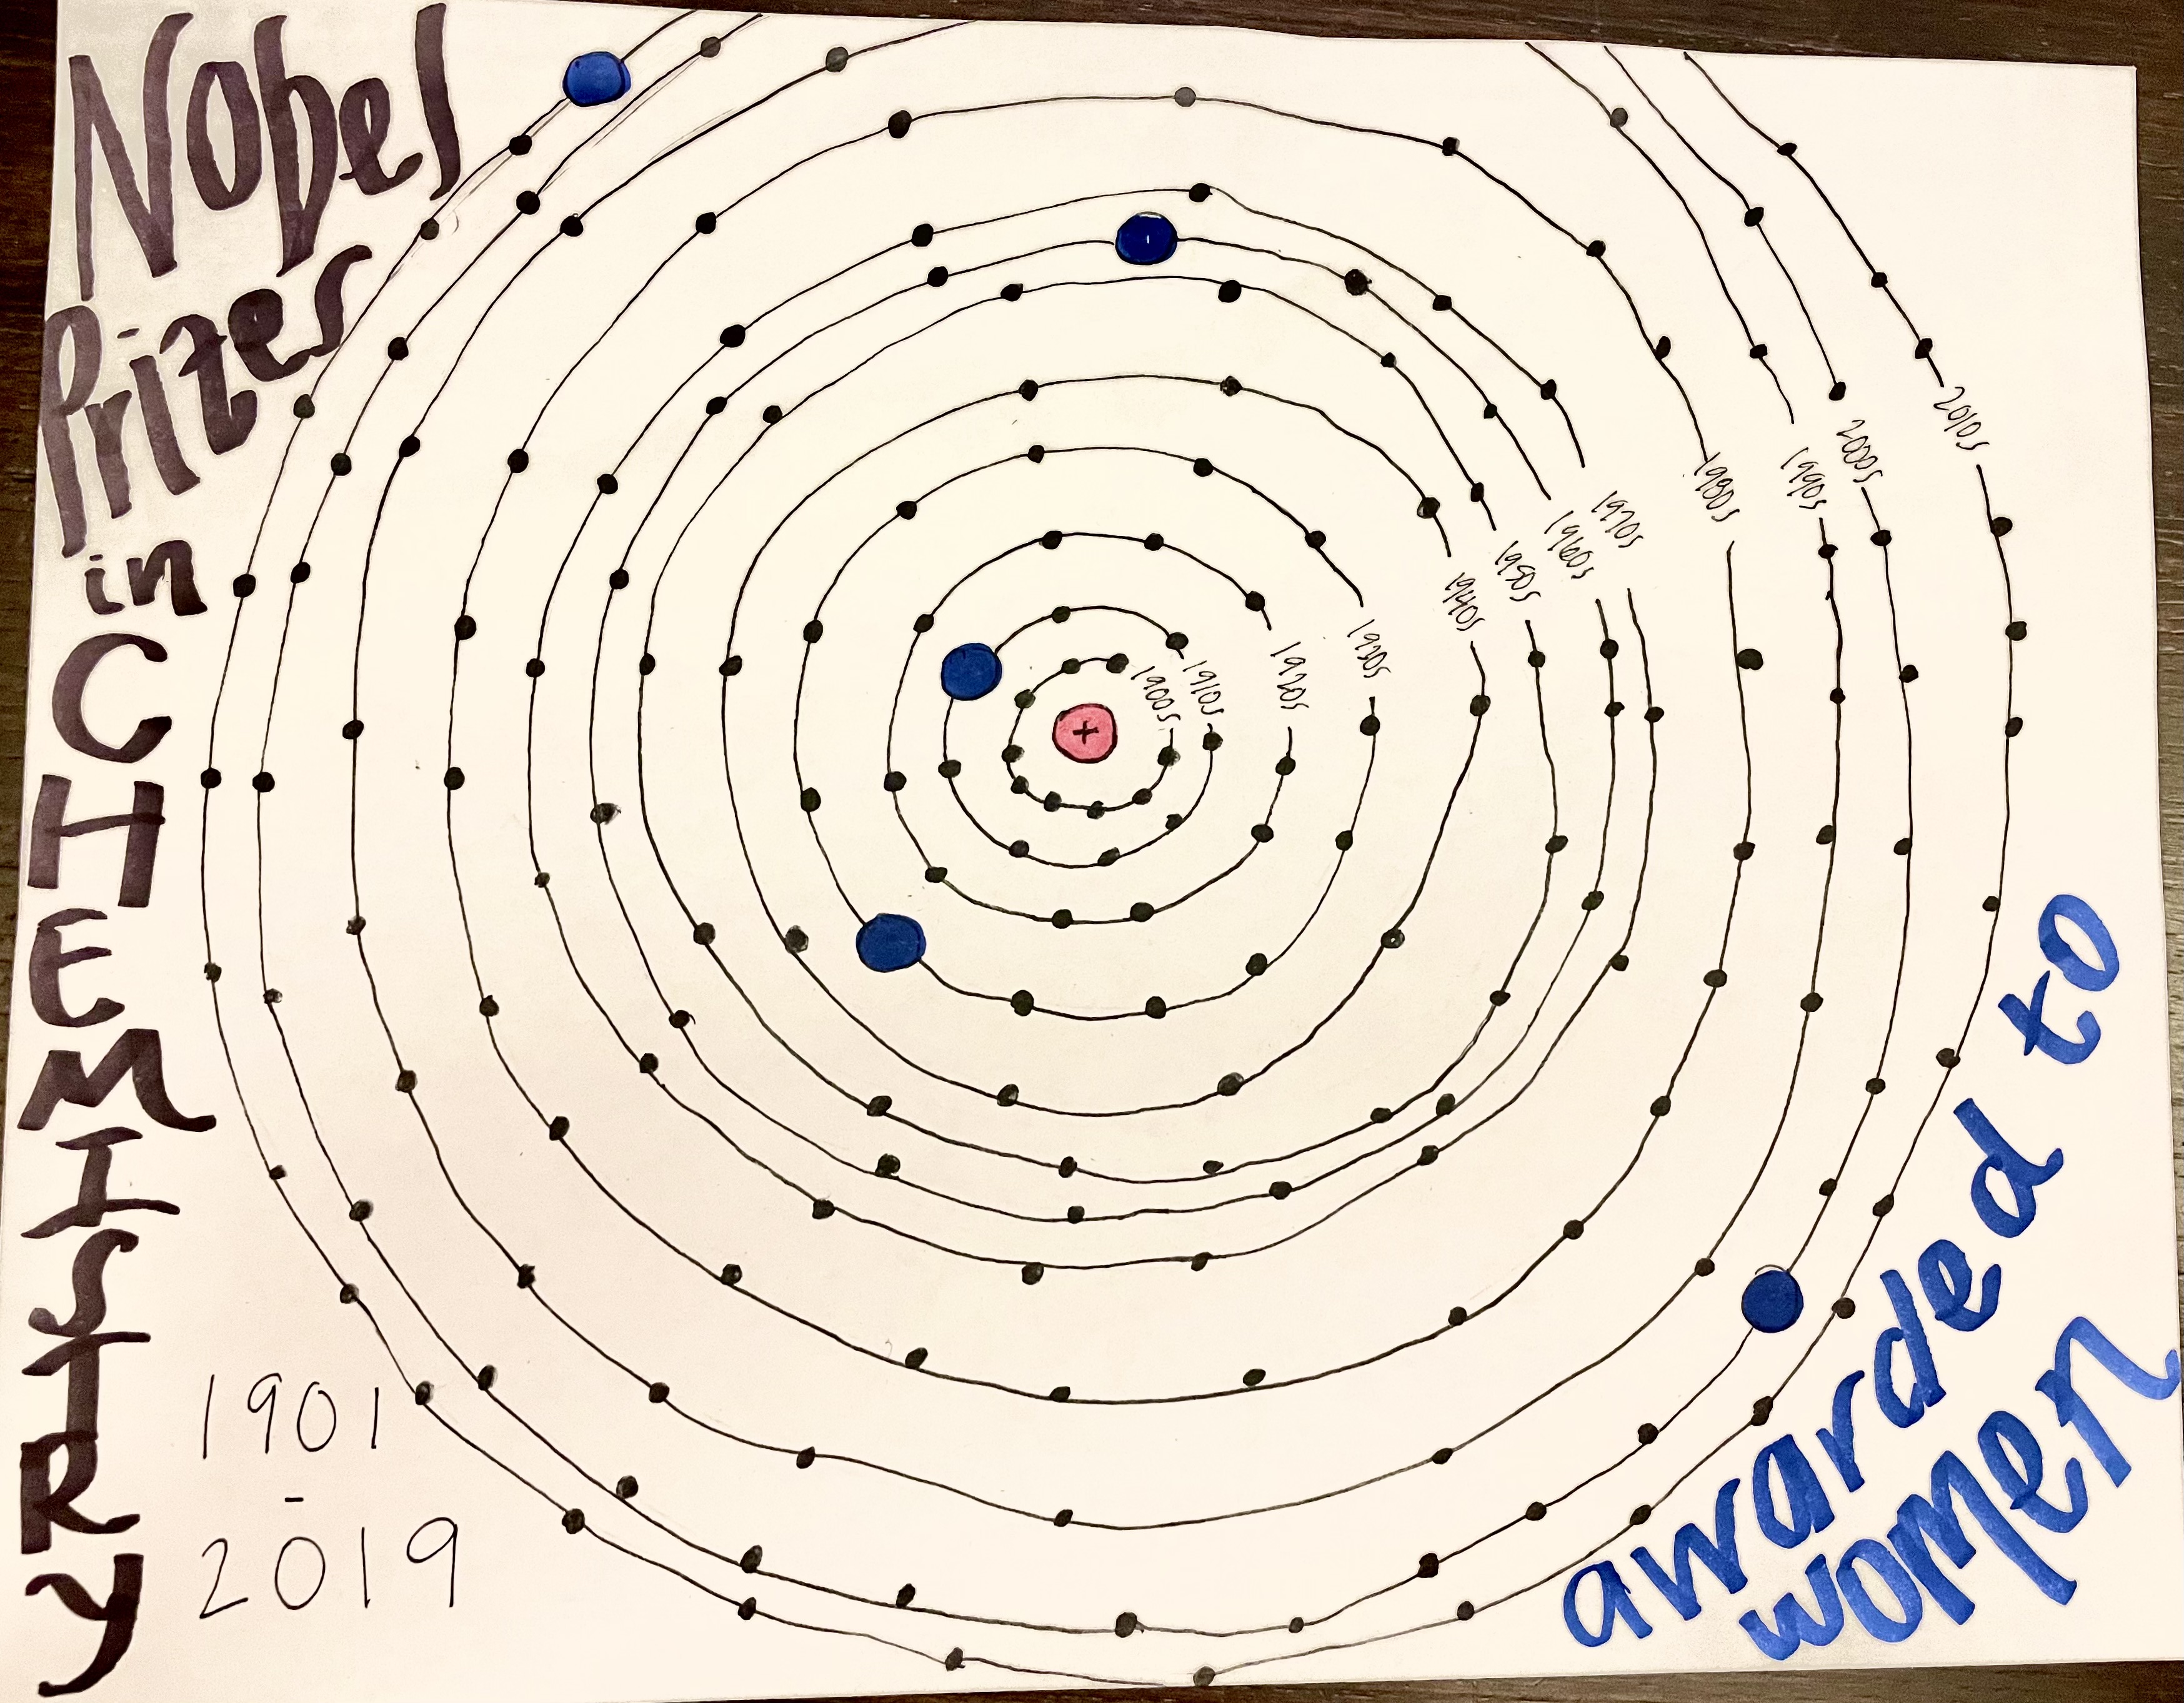 Nobel
Prizes
in
CHEMISTRY
1901
-
2019
+
1900s
1910s
1920s
1930s
1940s
1950s
1960s
1970s
1980s
1990s
2000s
2010s
awarded to
women